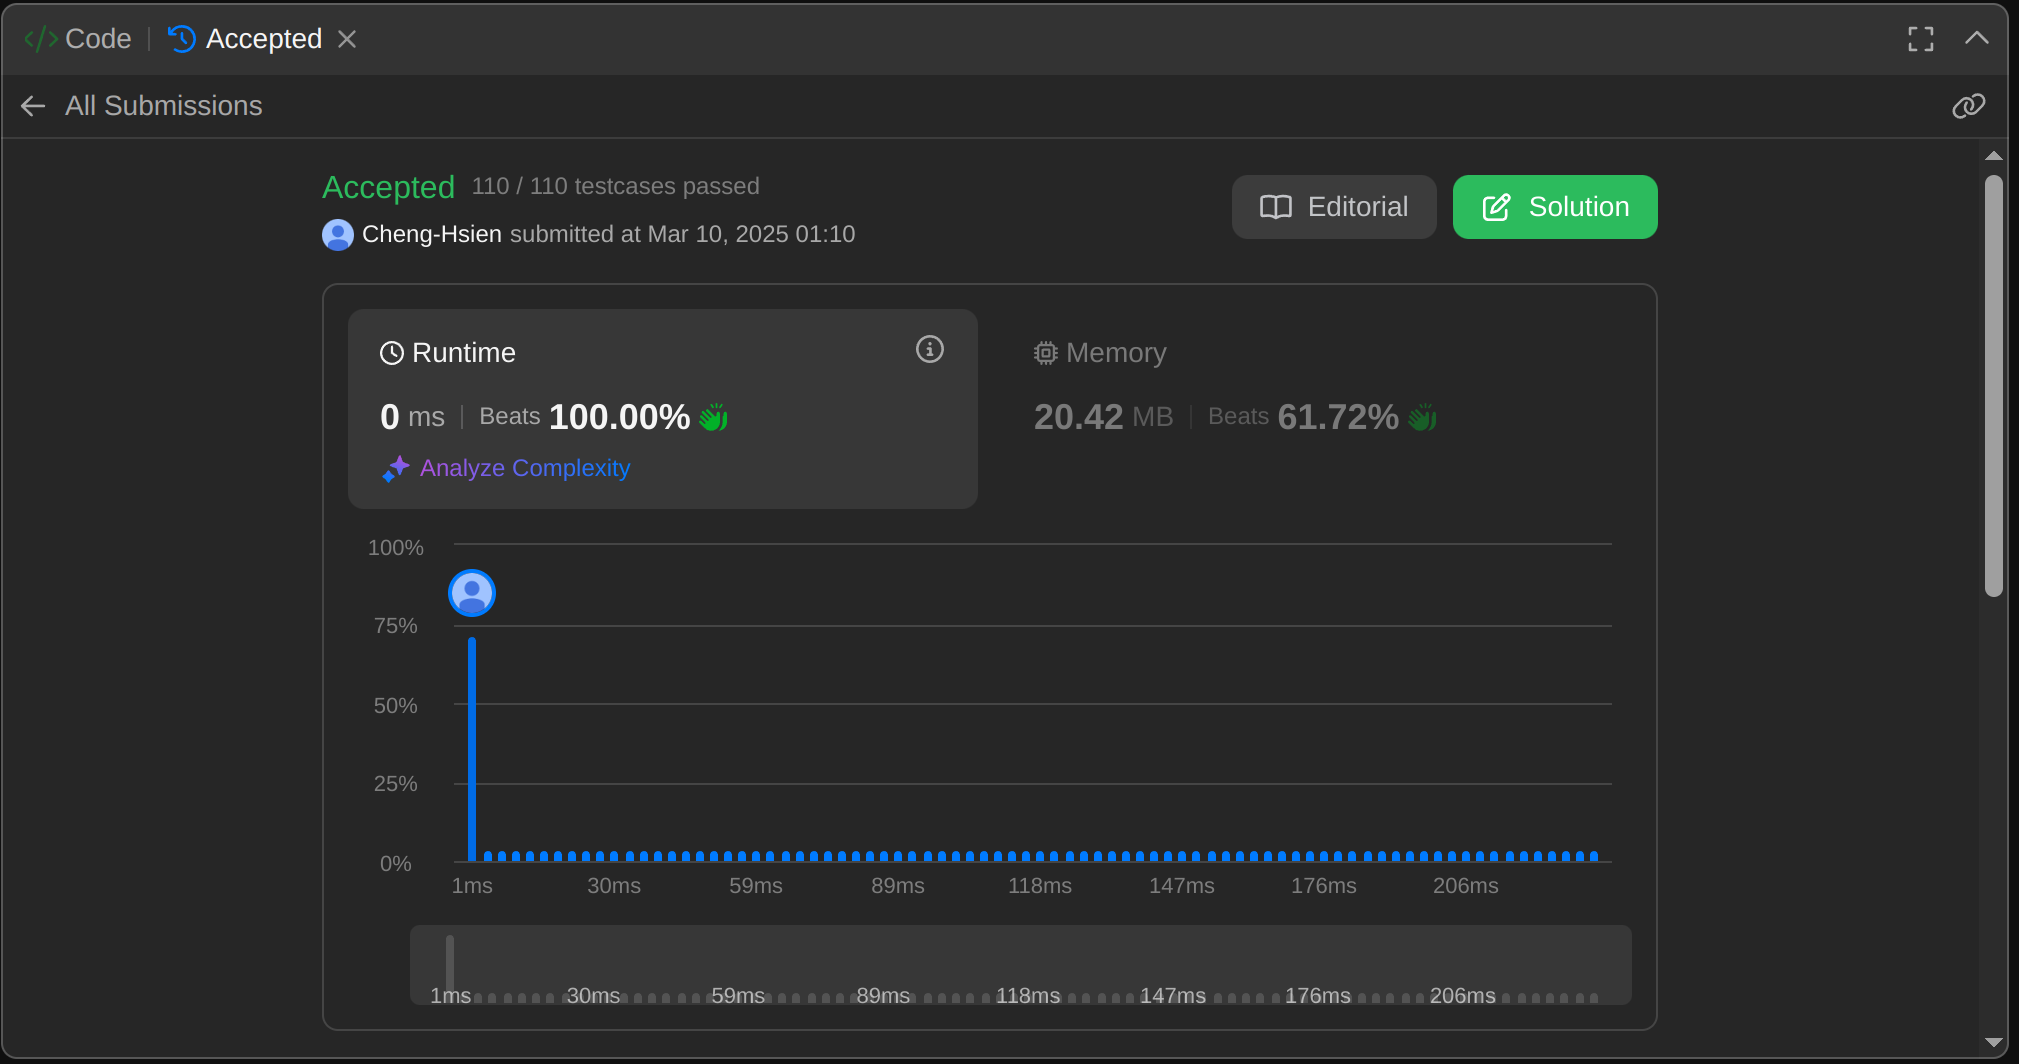 Code | Accepted
All Submissions
Accepted 110 / 110 testcases passed
Cheng-Hsien submitted at Mar 10, 2025 01:10
Editorial
Solution
Runtime
0 ms | Beats 100.00%
Analyze Complexity
Memory
20.42 MB | Beats 61.72%
100%
75%
50%
25%
0%
1ms 30ms 59ms 89ms 118ms 147ms 176ms 206ms
1ms 30ms 59ms 89ms 118ms 147ms 176ms 206ms